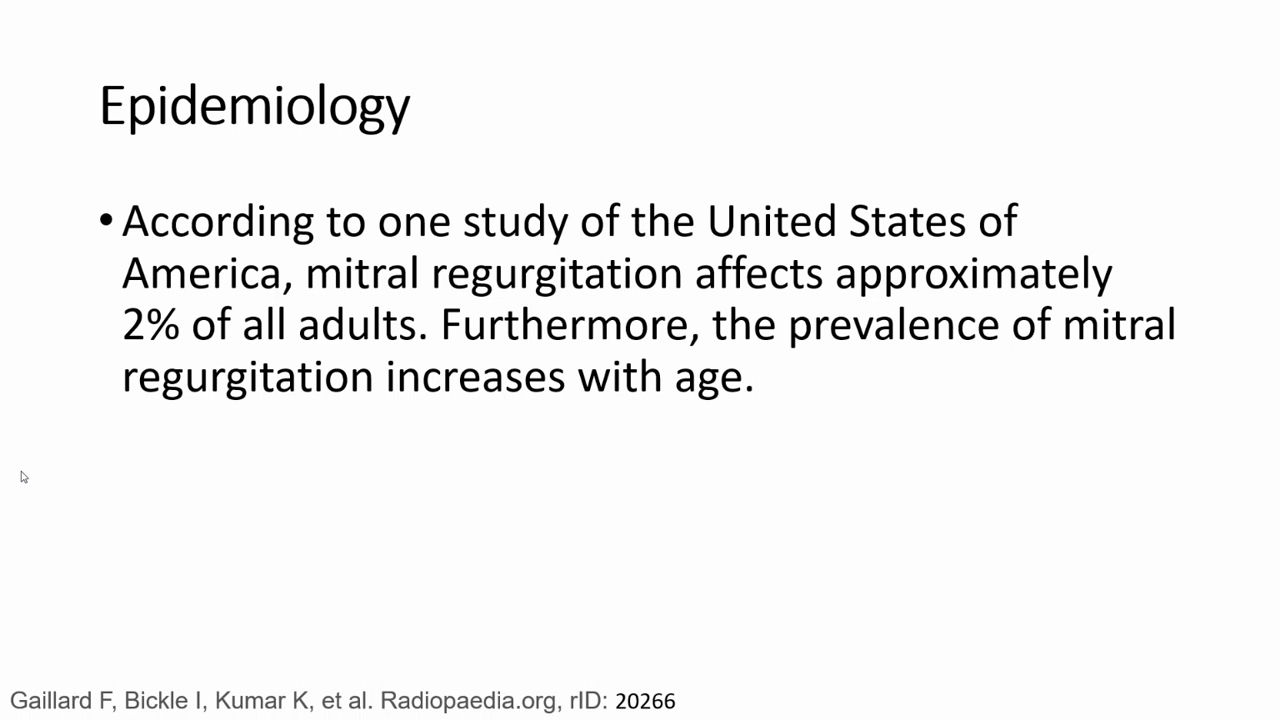 Epidemiology
• According to one study of the United States of
America, mitral regurgitation affects approximately
2% of all adults. Furthermore, the prevalence of mitral
regurgitation increases with age.
Gaillard F, Bickle I, Kumar K, et al. Radiopaedia.org, rID: 20266